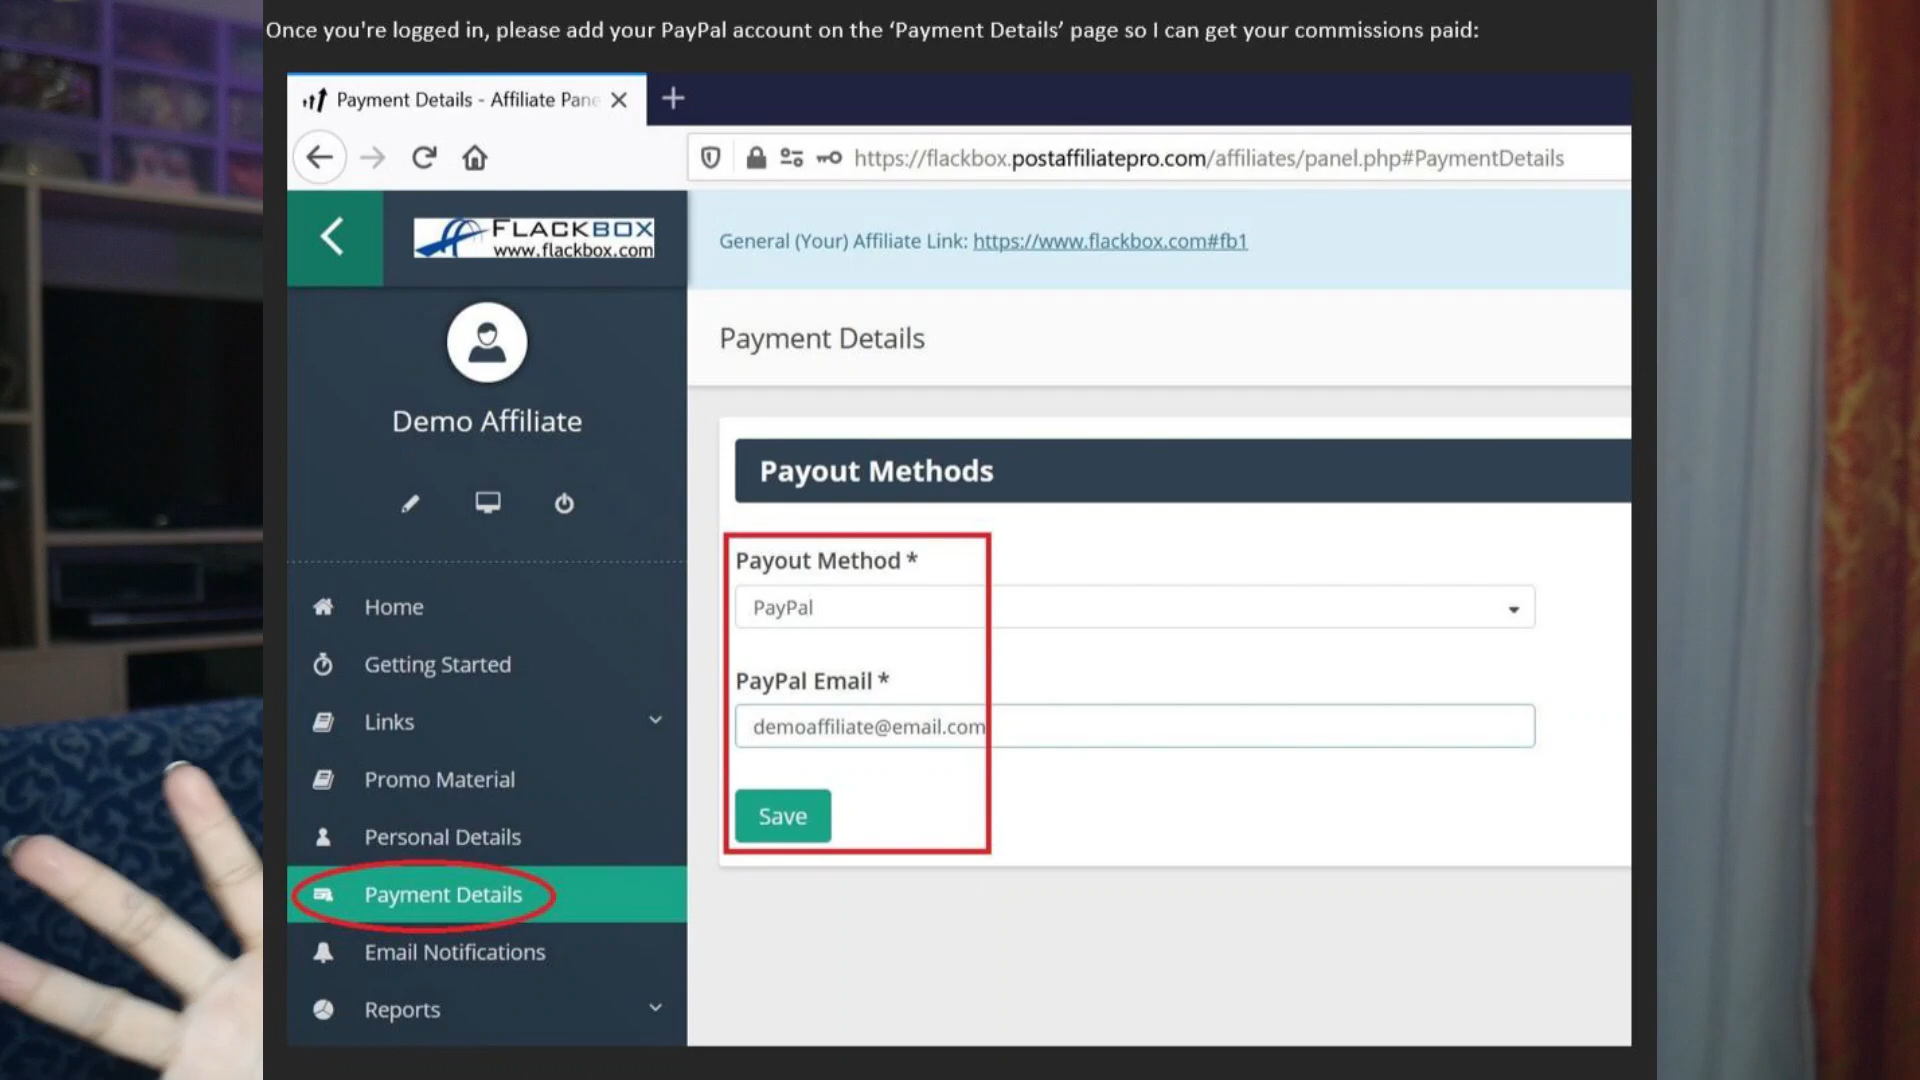 Once you're logged in, please add your PayPal account on the ‘Payment Details’ page so I can get your commissions paid:
Payment Details - Affiliate Pane
https://flackbox.postaffiliatepro.com/affiliates/panel.php#PaymentDetails
FLACKBOX
www.flackbox.com
General (Your) Affiliate Link: https://www.flackbox.com#fb1
Demo Affiliate
Payment Details
Payout Methods
Payout Method *
PayPal
PayPal Email *
demoaffiliate@email.com
Save
Home
Getting Started
Links
Promo Material
Personal Details
Payment Details
Email Notifications
Reports